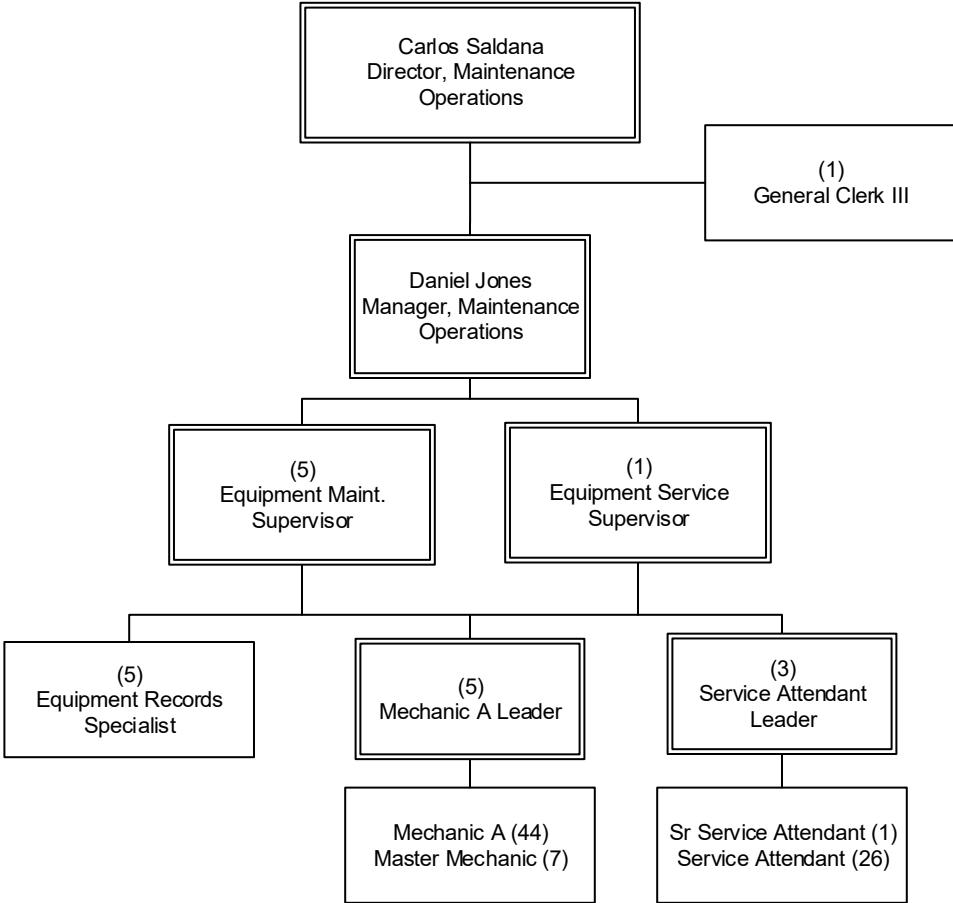 Carlos Saldana
Director, Maintenance
Operations
(1)
General Clerk III
Daniel Jones
Manager, Maintenance
Operations
(5)
Equipment Maint.
Supervisor
(1)
Equipment Service
Supervisor
(5)
Equipment Records
Specialist
(5)
Mechanic A Leader
(3)
Service Attendant
Leader
Mechanic A (44)
Master Mechanic (7)
Sr Service Attendant (1)
Service Attendant (26)